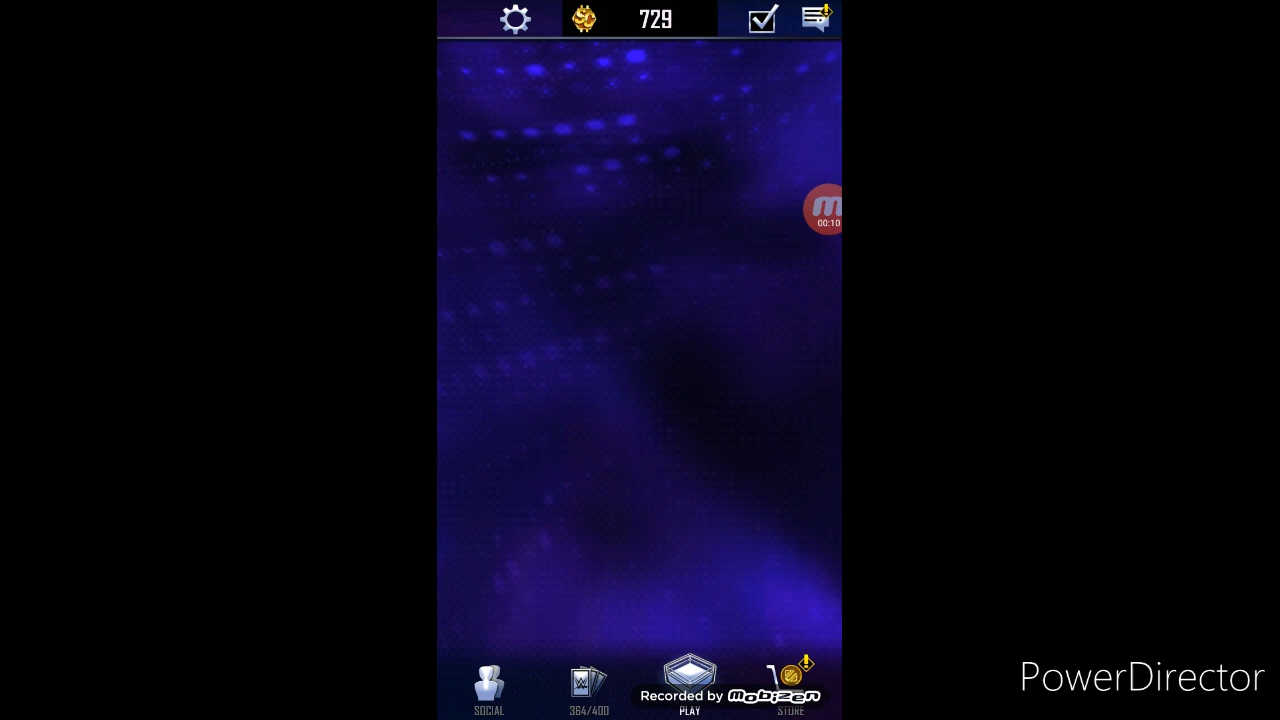 729
m
00:10
Recorded by mobizen
SOCIAL
364/400
PLAY
STORE
PowerDirector